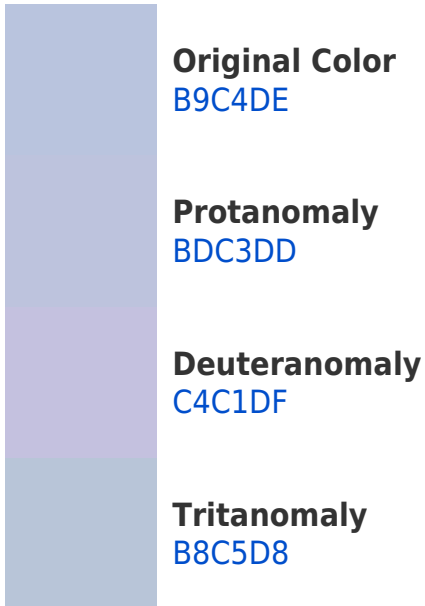 Original Color
B9C4DE
Protanomaly
BDC3DD
Deuteranomaly
C4C1DF
Tritanomaly
B8C5D8